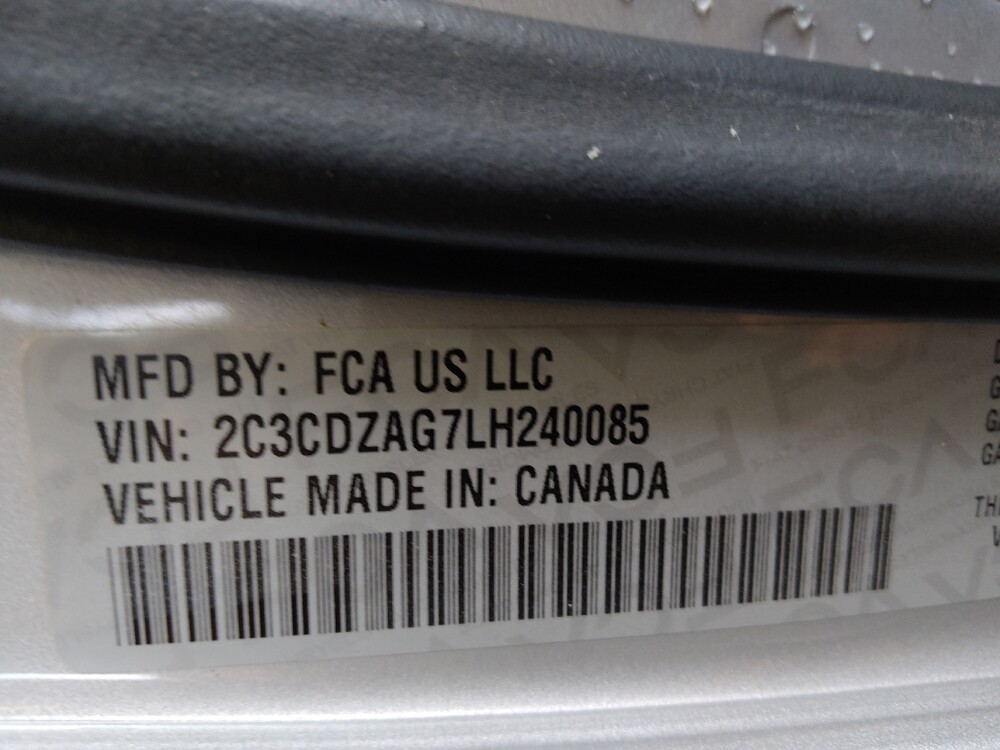 MFD BY: FCA US LLC
VIN: 2C3CDZAG7LH240085
VEHICLE MADE IN: CANADA